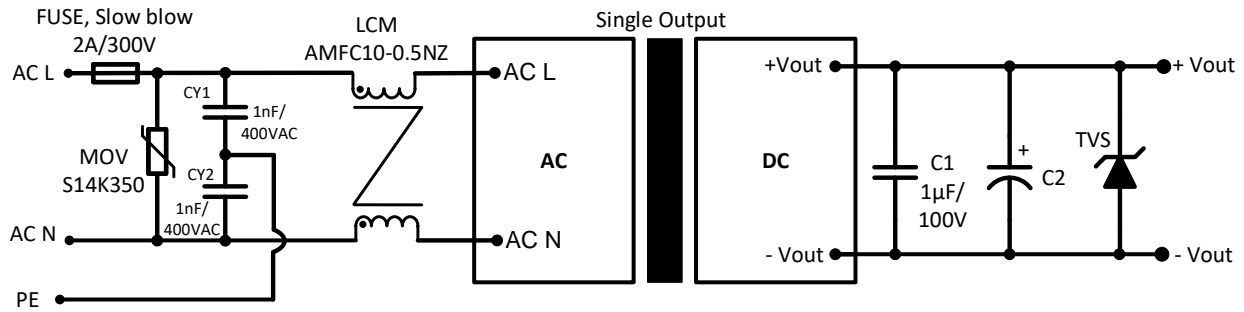 FUSE, Slow blow
2A/300V
LCM
AMFC10-0.5NZ
Single Output
AC L
AC L
+Vout
+ Vout
CY1
1nF/
400VAC
MOV
S14K350
CY2
1nF/
400VAC
AC
DC
C1
1µF/
100V
+
C2
TVS
AC N
AC N
- Vout
- Vout
PE